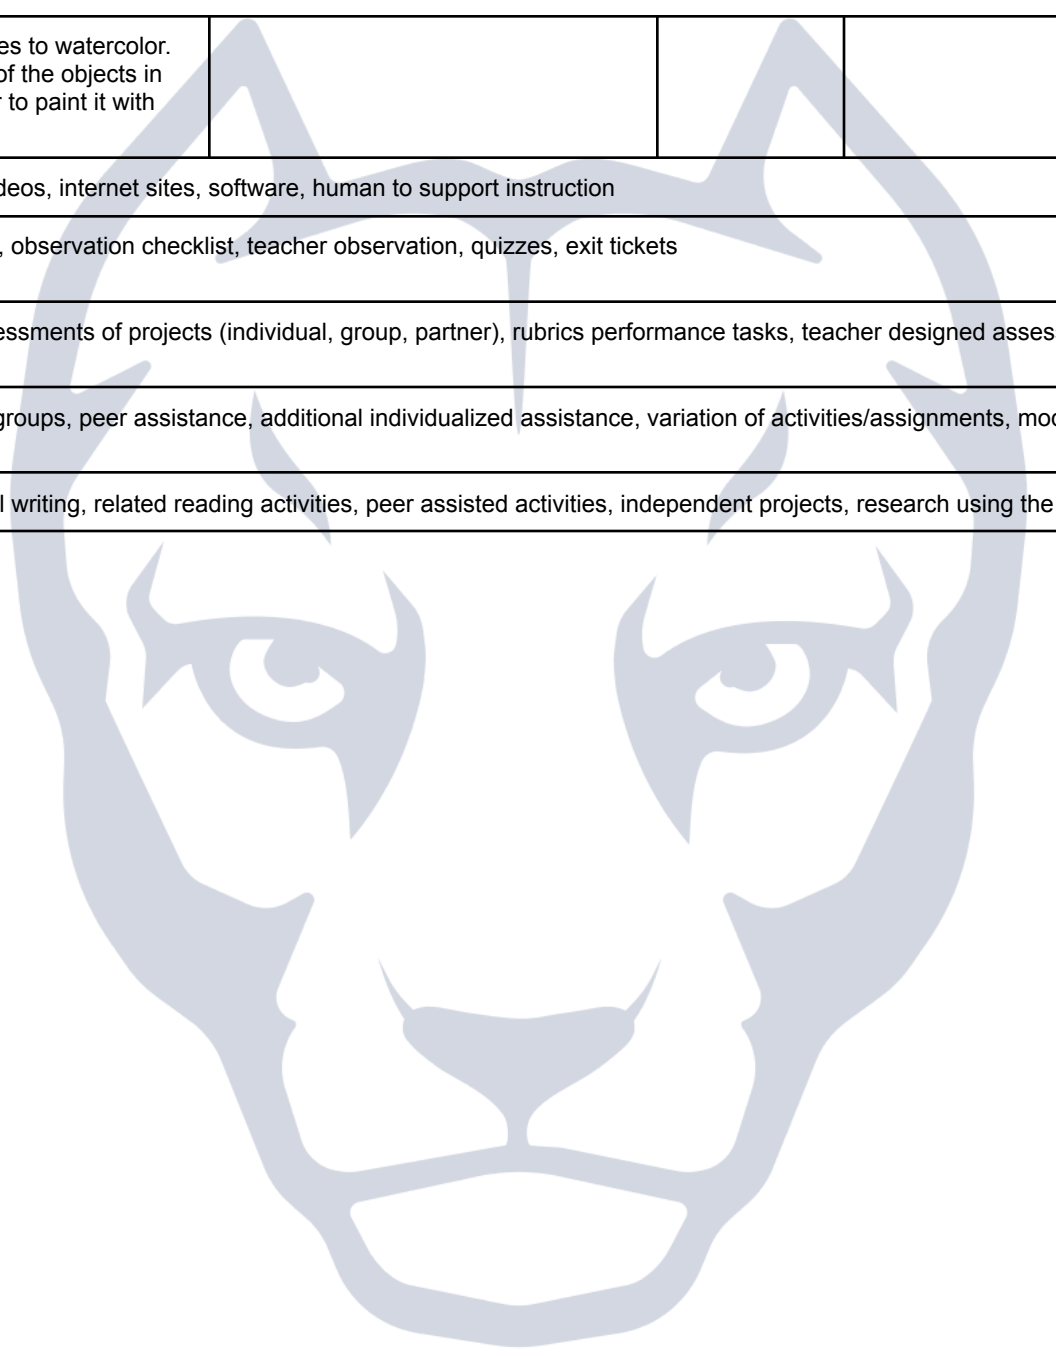 es to watercolor.
of the objects in
to paint it with
deos, internet sites, software, human to support instruction
, observation checklist, teacher observation, quizzes, exit tickets
essments of projects (individual, group, partner), rubrics performance tasks, teacher designed asses
groups, peer assistance, additional individualized assistance, variation of activities/assignments, mod
l writing, related reading activities, peer assisted activities, independent projects, research using the